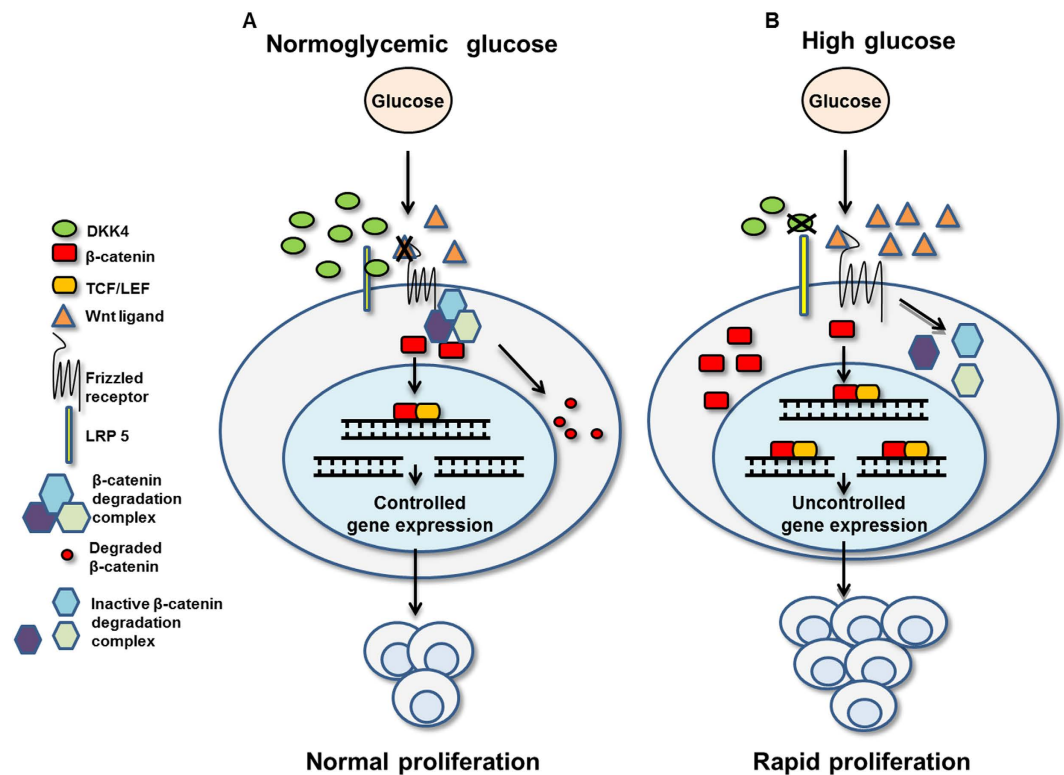 A
Normoglycemic glucose
Glucose
B
High glucose
Glucose
DKK4
β-catenin
TCF/LEF
Wnt ligand
Frizzled
receptor
LRP 5
β-catenin
degradation
complex
Degraded
β-catenin
Inactive β-catenin
degradation
complex
Controlled
gene expression
Normal proliferation
Uncontrolled
gene expression
Rapid proliferation